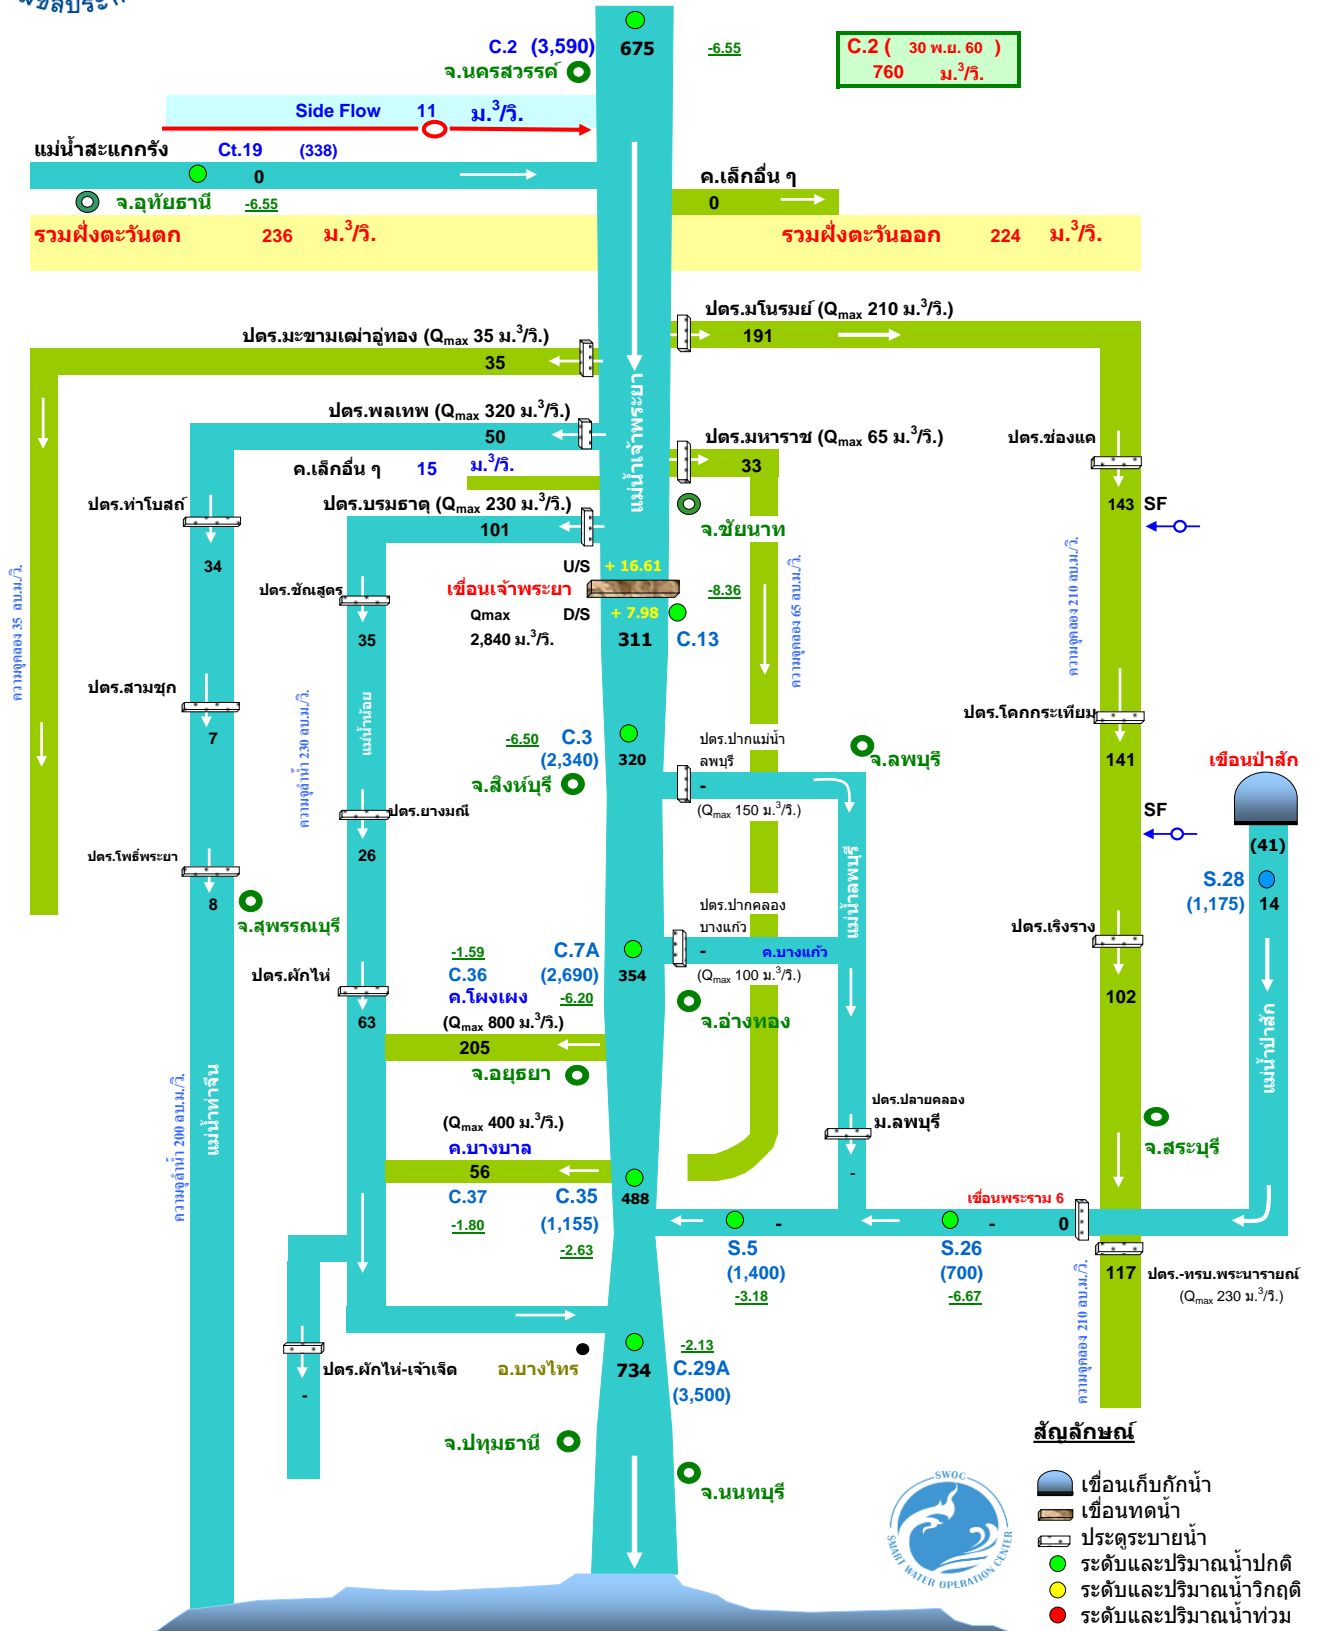 C.2 (3,590) 675 -6.55
C.2 ( 30 พ.ย. 60 )
760 ม.³/วิ.
จ.นครสวรรค์
Side Flow 11 ม.³/วิ.
แม่น้ำสะแกกรัง Ct.19 (338)
0
จ.อุทัยธานี -6.55
ค.เล็กอื่น ๆ
0
รวมฝั่งตะวันตก 236 ม.³/วิ.
รวมฝั่งตะวันออก 224 ม.³/วิ.
ปตร.มโนรมย์ (Qmax 210 ม.³/วิ.)
191
ปตร.มะขามเฒ่าอู่ทอง (Qmax 35 ม.³/วิ.)
35
แม่น้ำเจ้าพระยา
ปตร.พลเทพ (Qmax 320 ม.³/วิ.)
50
ปตร.มหาราช (Qmax 65 ม.³/วิ.)
33
ปตร.ช่องแค
143 SF
ค.เล็กอื่น ๆ 15 ม.³/วิ.
ปตร.บรมธาตุ (Qmax 230 ม.³/วิ.)
101
จ.ชัยนาท
ปตร.ท่าโบสถ์
34
U/S + 16.61
เขื่อนเจ้าพระยา -8.36
Qmax D/S + 7.98
2,840 ม.³/วิ. 311 C.13
ปตร.ชัณสูตร
35
ความจุคลอง 35 ลบ.ม./วิ.
ความจุลำน้ำ 230 ลบ.ม./วิ.
แม่น้ำน้อย
ความจุคลอง 65 ลบ.ม./วิ.
ความจุคลอง 210 ลบ.ม./วิ.
ปตร.สามชุก
7
ปตร.โคกกระเทียม
141
-6.50 C.3
(2,340) 320
จ.สิงห์บุรี
ปตร.ปากแม่น้ำ
ลพบุรี
-
(Qmax 150 ม.³/วิ.)
จ.ลพบุรี
เขื่อนป่าสัก
(41)
S.28
(1,175) 14
SF
ปตร.ยางมณี
26
ปตร.โพธิ์พระยา
8
จ.สุพรรณบุรี
แม่น้ำลพบุรี
ปตร.ปากคลอง
บางแก้ว
- ค.บางแก้ว
(Qmax 100 ม.³/วิ.)
ปตร.เริงราง
102
-1.59 C.7A
C.36 (2,690) 354
ค.โผงเผง -6.20
(Qmax 800 ม.³/วิ.)
205
จ.อ่างทอง
ปตร.ผักไห่
63
จ.อยุธยา
แม่น้ำป่าสัก
แม่น้ำท่าจีน
ความจุลำน้ำ 200 ลบ.ม./วิ.
(Qmax 400 ม.³/วิ.)
ค.บางบาล
56
C.37 C.35 488
-1.80 (1,155)
-2.63
ปตร.ปลายคลอง
ม.ลพบุรี
-
จ.สระบุรี
เขื่อนพระราม 6
- - 0
S.5
(1,400)
-3.18
S.26
(700)
-6.67
117 ปตร.-ทรบ.พระนารายณ์
(Qmax 230 ม.³/วิ.)
ความจุคลอง 210 ลบ.ม./วิ.
ปตร.ผักไห่-เจ้าเจ็ด
-
อ.บางไทร
-2.13
734 C.29A
(3,500)
จ.ปทุมธานี
จ.นนทบุรี
SWOC
SMART WATER OPERATION CENTER
สัญลักษณ์
เขื่อนเก็บกักน้ำ
เขื่อนทดน้ำ
ประตูระบายน้ำ
ระดับและปริมาณน้ำปกติ
ระดับและปริมาณน้ำวิกฤติ
ระดับและปริมาณน้ำท่วม